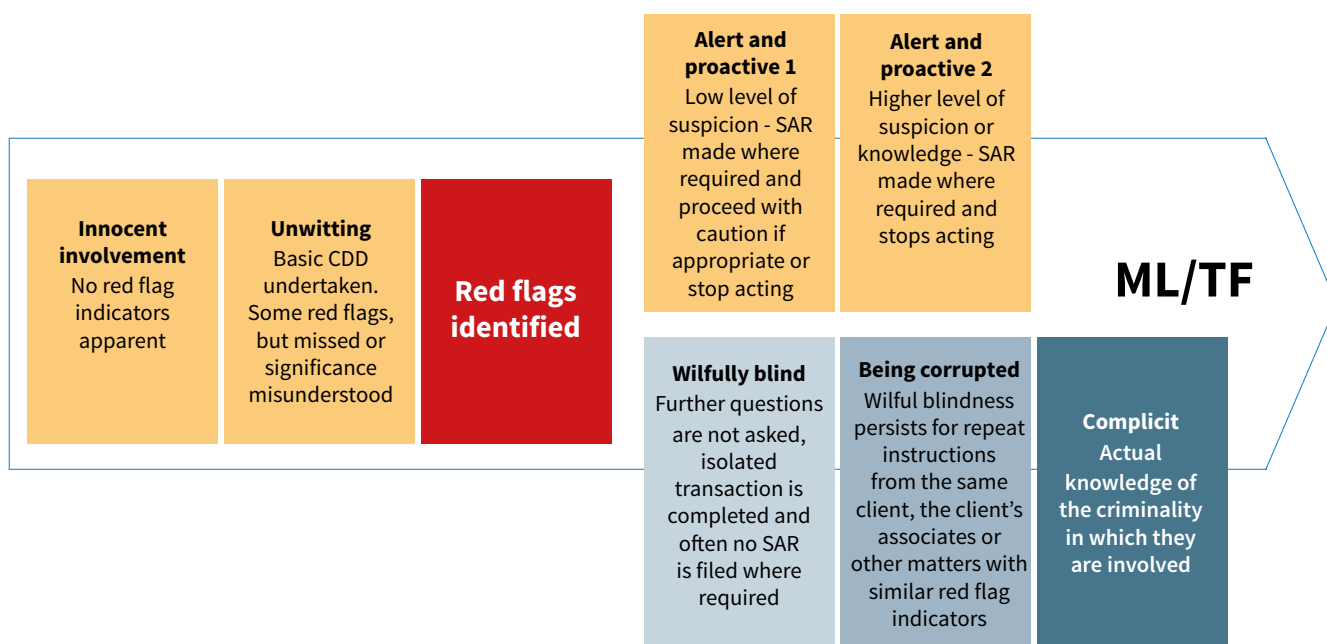 Innocent
involvement
No red flag
indicators
apparent
Unwitting
Basic CDD
undertaken.
Some red flags,
but missed or
significance
misunderstood
Red flags
identified
Alert and
proactive 1
Low level of
suspicion - SAR
made where
required and
proceed with
caution if
appropriate or
stop acting
Alert and
proactive 2
Higher level of
suspicion or
knowledge - SAR
made where
required and
stops acting
Wilfully blind
Further questions
are not asked,
isolated
transaction is
completed and
often no SAR
is filed where
required
Being corrupted
Wilful blindness
persists for repeat
instructions
from the same
client, the client’s
associates or
other matters with
similar red flag
indicators
Complicit
Actual
knowledge of
the criminality
in which they
are involved
ML/TF